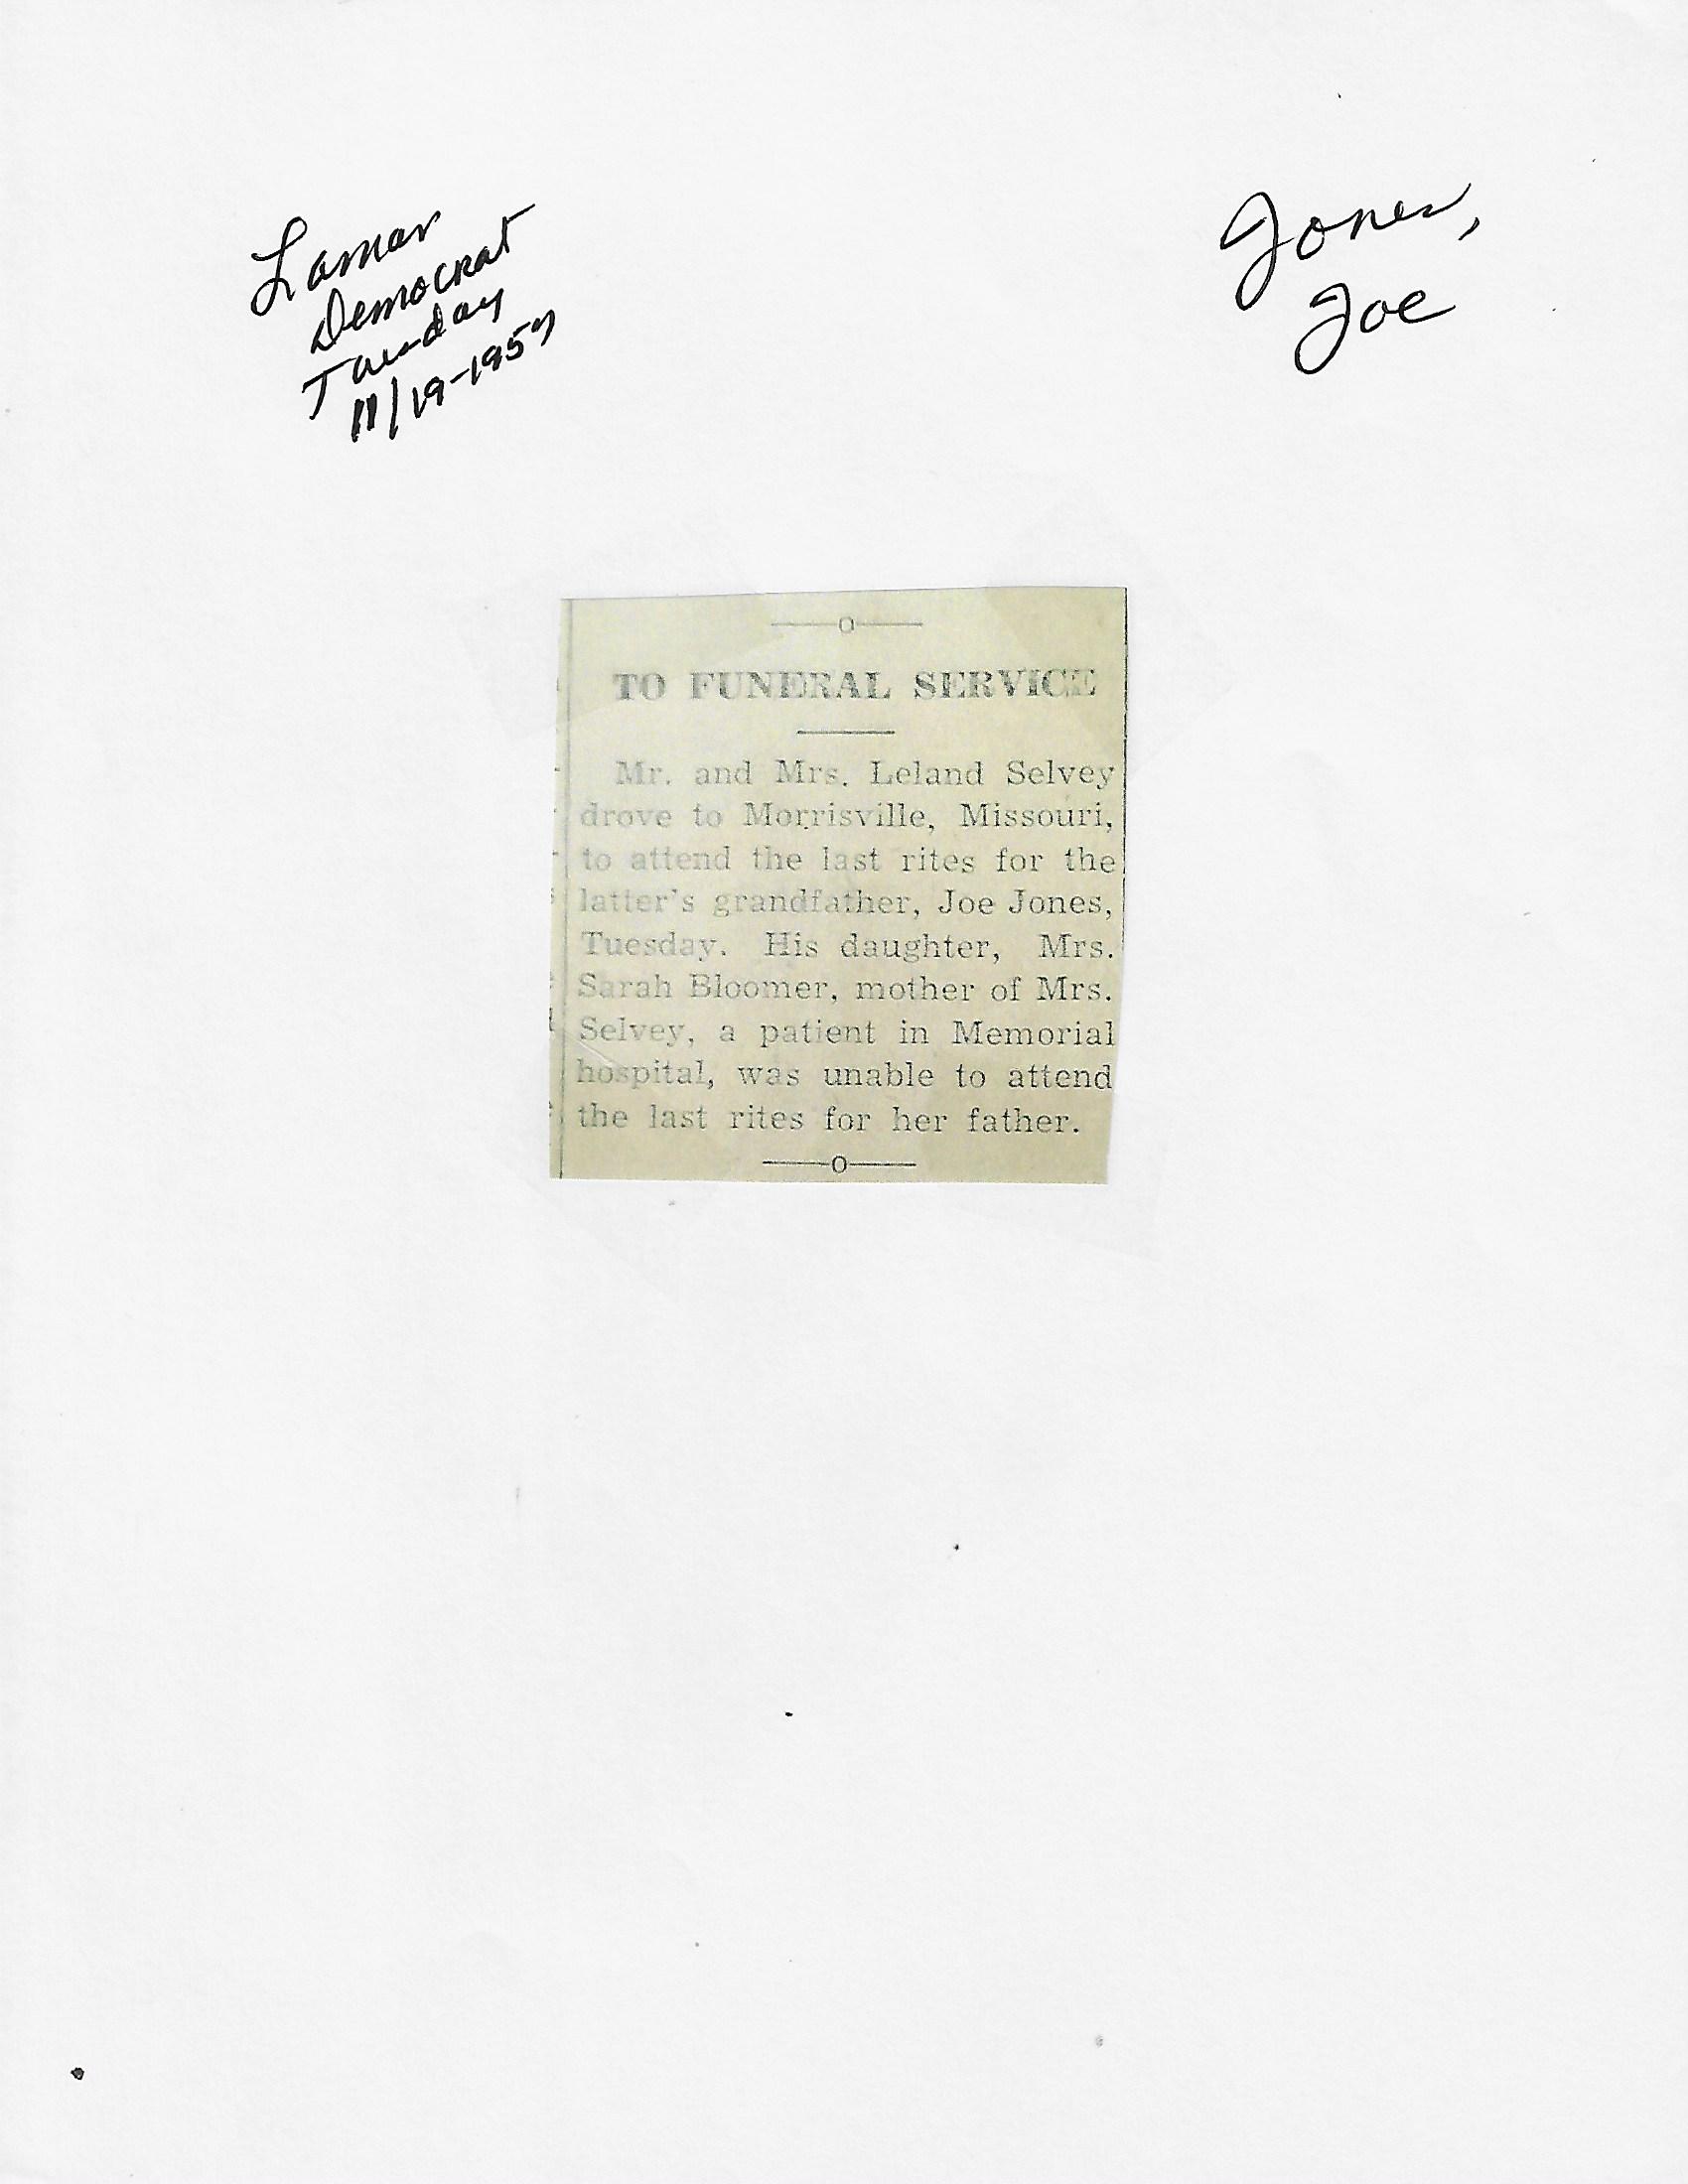 Lamar
Democrat
Tuesday
11/19-1957
Jones,
Joe
TO FUNERAL SERVICE
Mr. and Mrs. Leland Selvey
drove to Morrisville, Missouri,
to attend the last rites for the
latter's grandfather, Joe Jones,
Tuesday. His daughter, Mrs.
Sarah Bloomer, mother of Mrs.
Selvey, a patient in Memorial
hospital, was unable to attend
the last rites for her father.